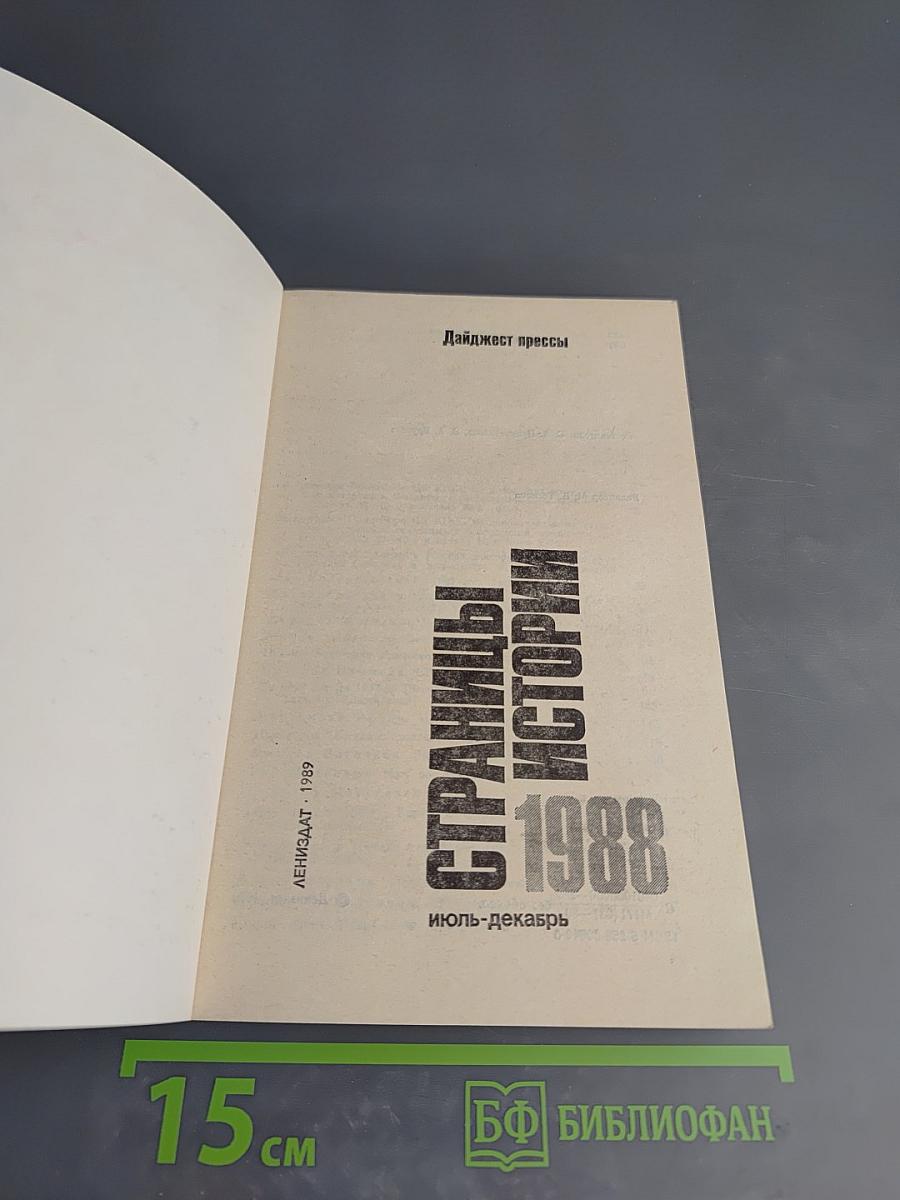 Дайджест прессы
СТРАНИЦЫ
ИСТОРИИ
1988
июль-декабрь
ЛЕНИЗДАТ · 1989
15 см
БФ БИБЛИОФАН